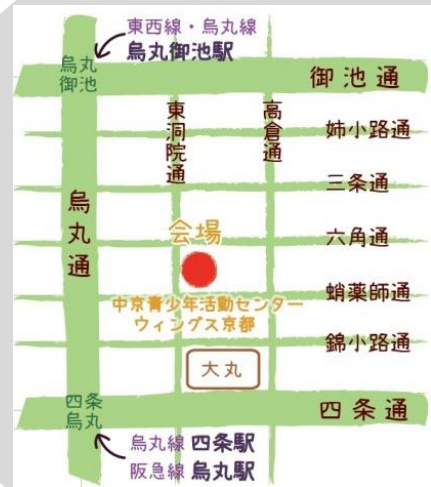 東西線・烏丸線
烏丸御池駅
烏丸
御池
御池通
東洞院通
高倉通
姉小路通
三条通
烏丸通
六角通
会場
蛸薬師通
中京青少年活動センター
ウィングス京都
錦小路通
大丸
四条
烏丸
四条通
烏丸線 四条駅
阪急線 烏丸駅